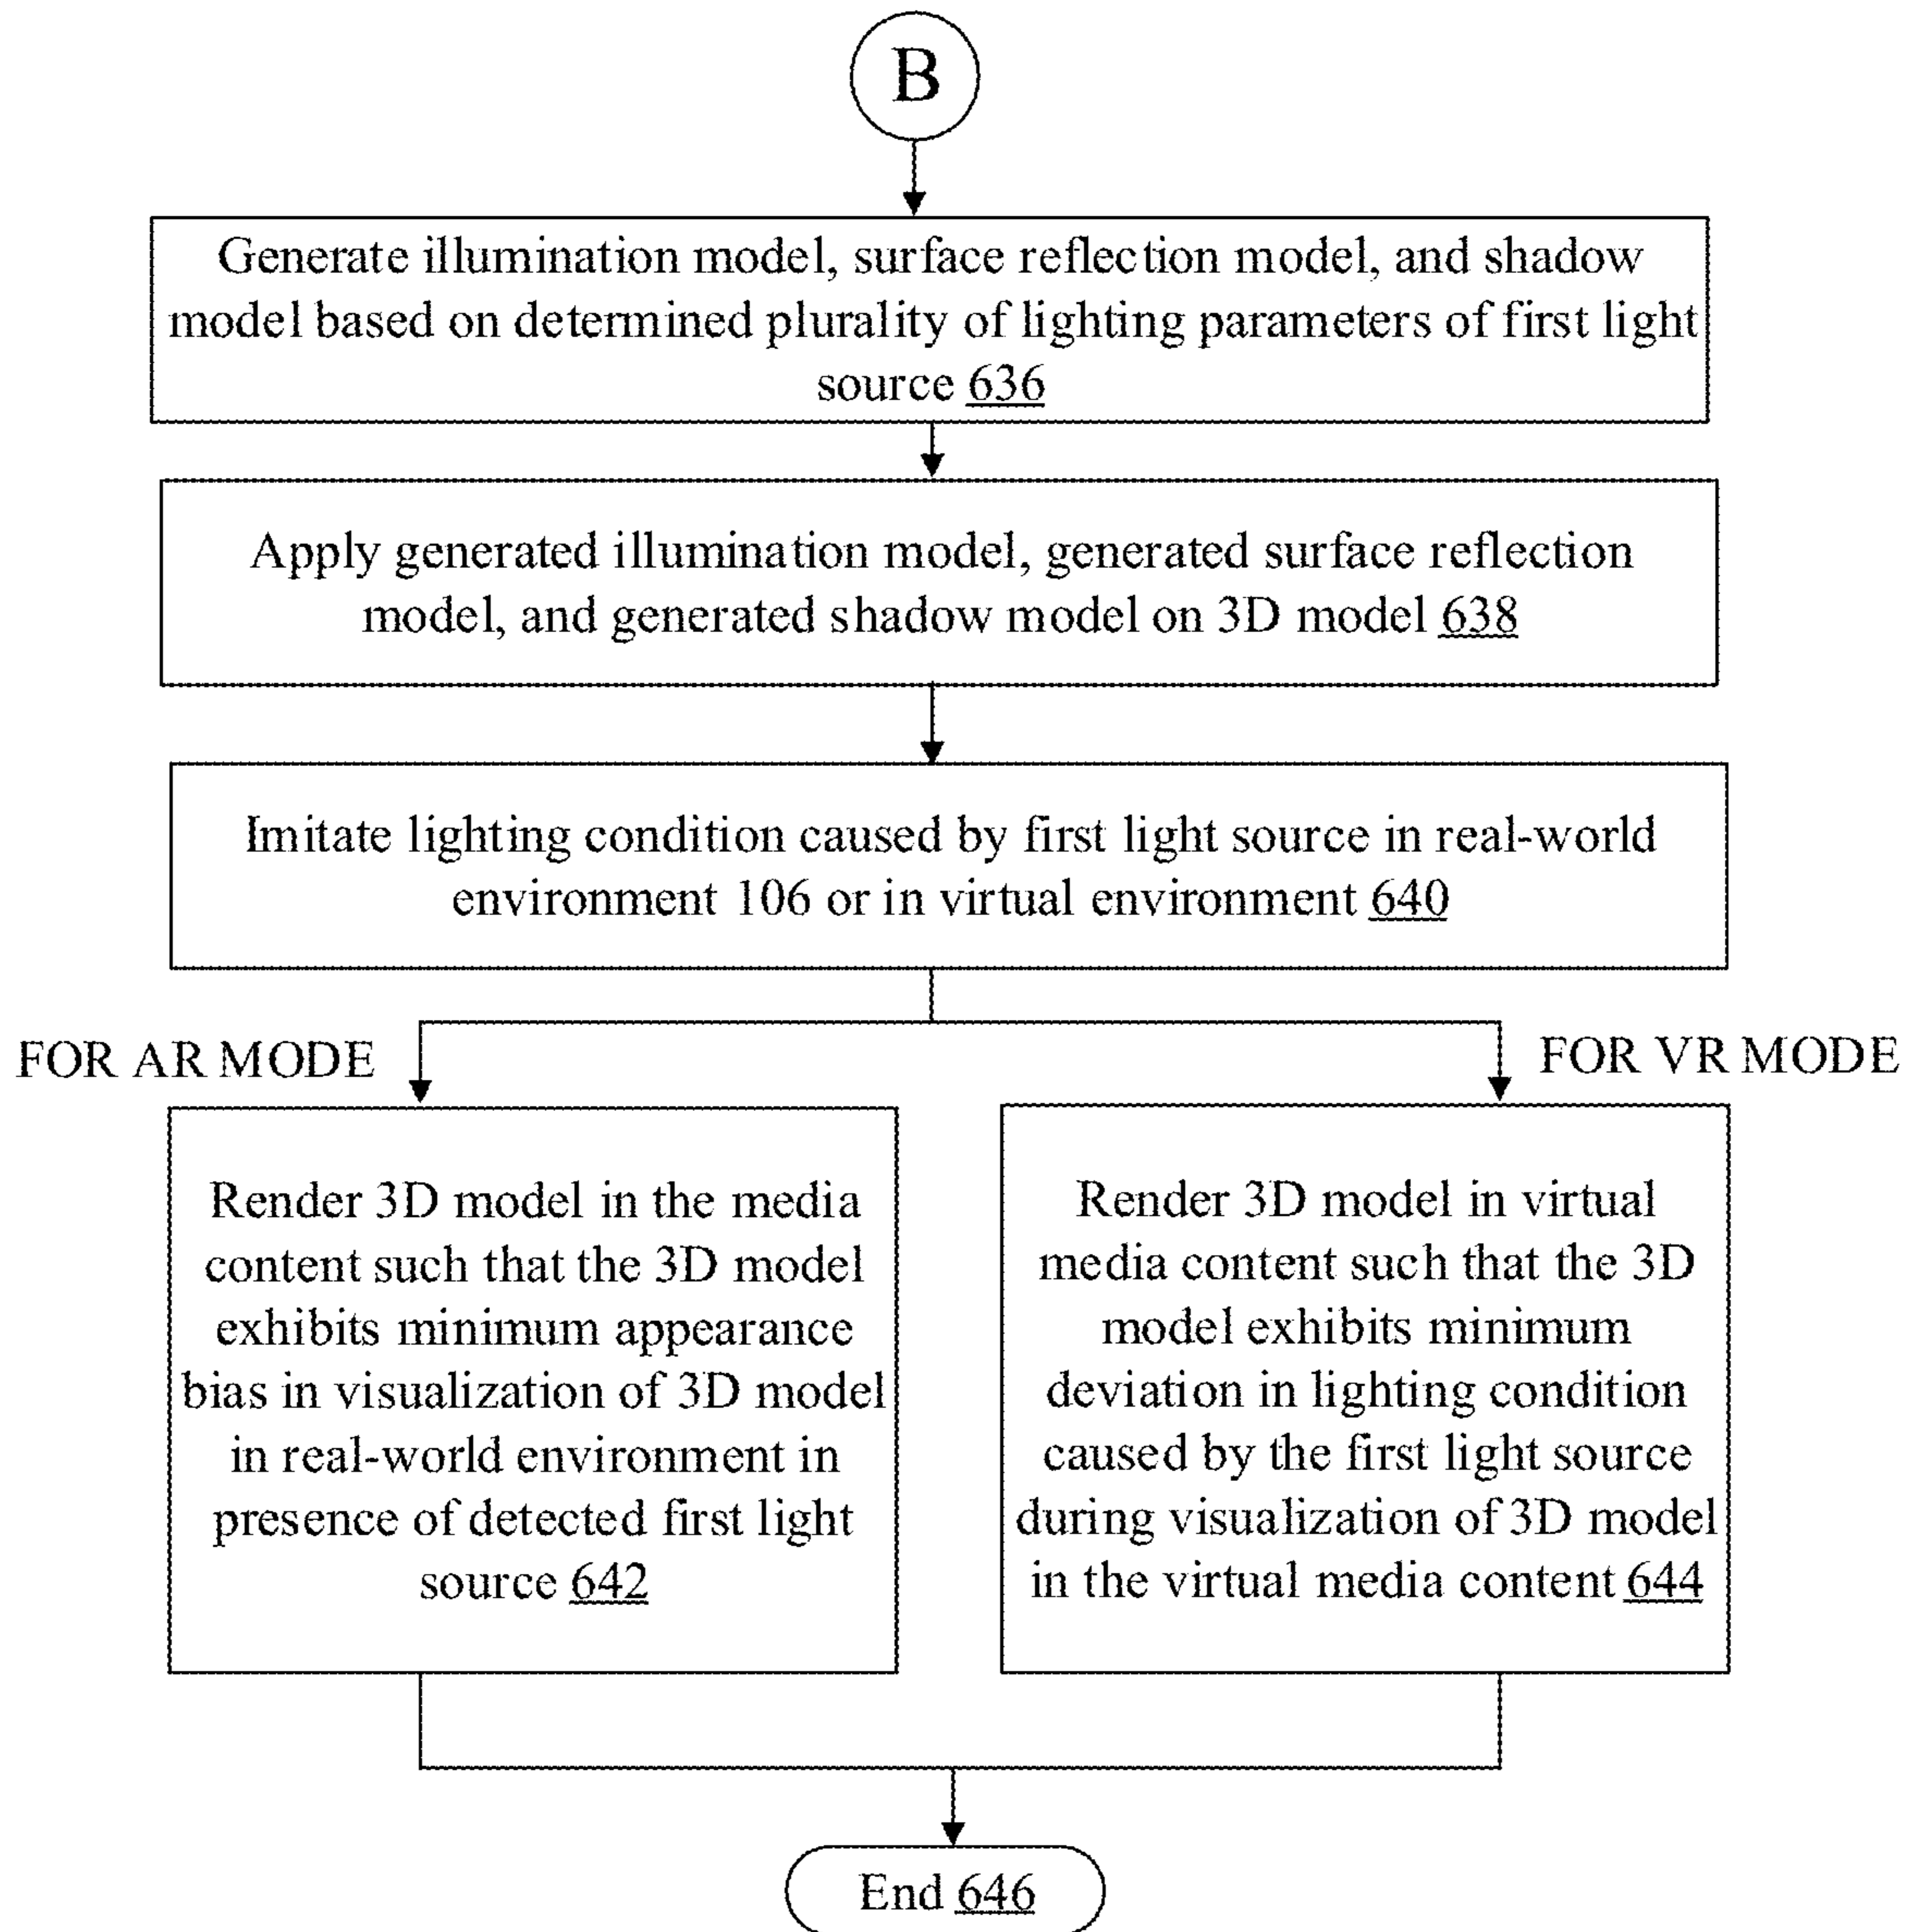 B
Generate illumination model, surface reflection model, and shadow
model based on determined plurality of lighting parameters of first light
source 636
Apply generated illumination model, generated surface reflection
model, and generated shadow model on 3D model 638
Imitate lighting condition caused by first light source in real-world
environment 106 or in virtual environment 640
FOR AR MODE
FOR VR MODE
Render 3D model in the media
content such that the 3D model
exhibits minimum appearance
bias in visualization of 3D model
in real-world environment in
presence of detected first light
source 642
Render 3D model in virtual
media content such that the 3D
model exhibits minimum
deviation in lighting condition
caused by the first light source
during visualization of 3D model
in the virtual media content 644
End 646